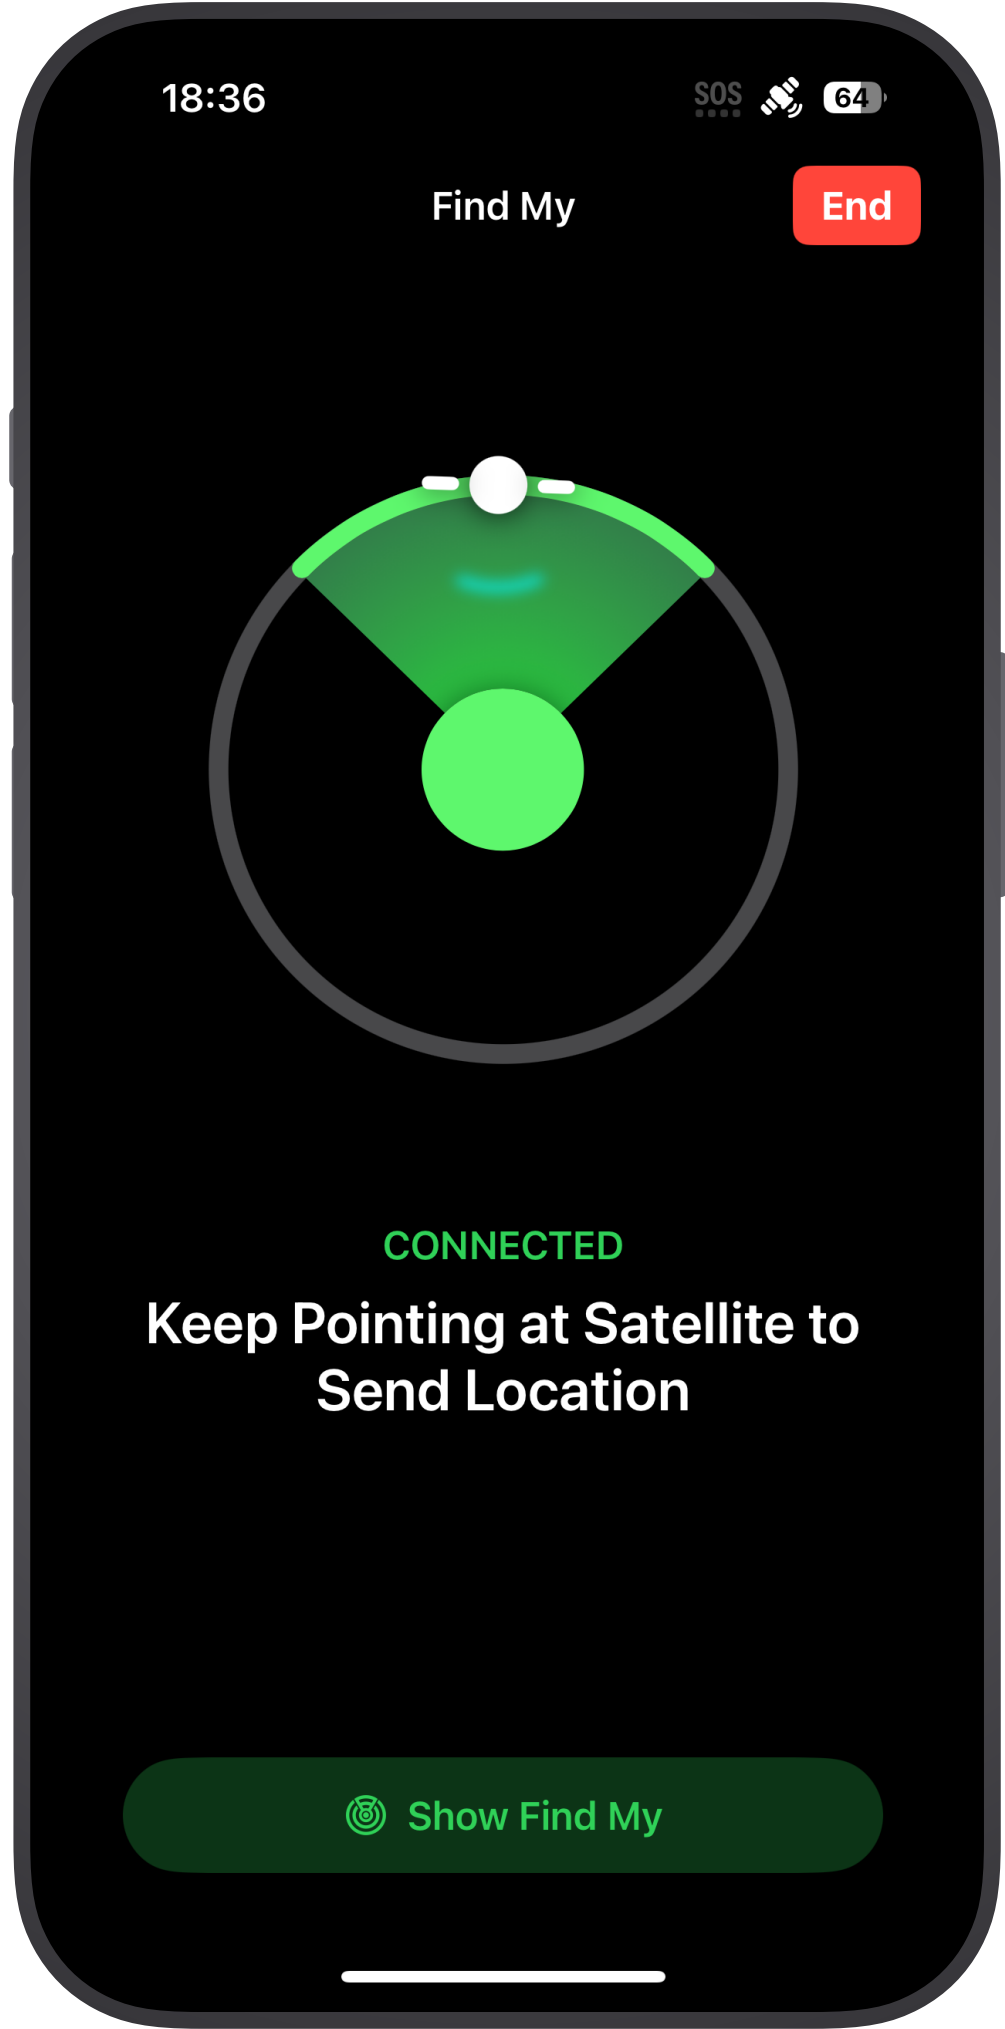 18:36 SOS 64
Find My End
CONNECTED
Keep Pointing at Satellite to
Send Location
Show Find My